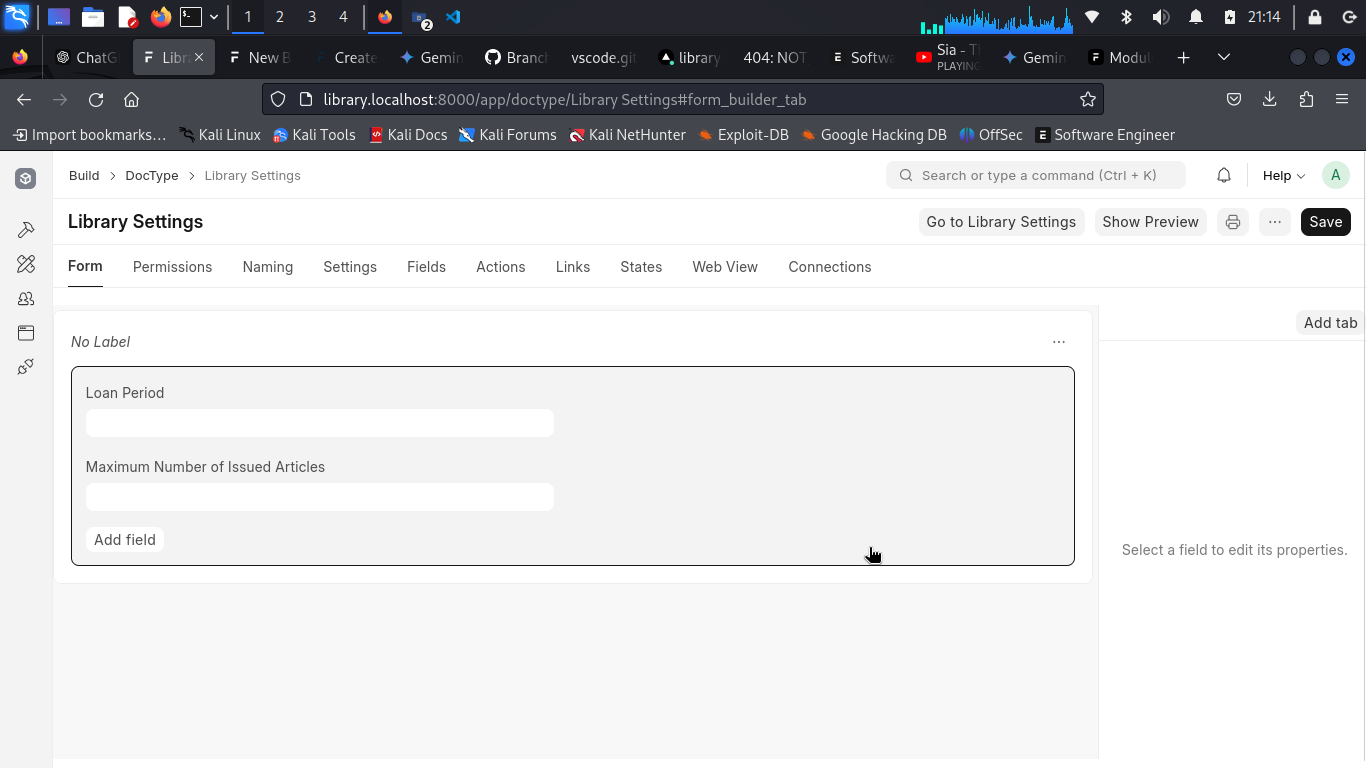 1 2 3 4 2 21:14
ChatG Libr New B Create Gemin Branc vscode.git library 404: NOT Softwa Sia - T Gemin Modul
PLAYING
library.localhost:8000/app/doctype/Library Settings#form_builder_tab
Import bookmarks... Kali Linux Kali Tools Kali Docs Kali Forums Kali NetHunter Exploit-DB Google Hacking DB OffSec Software Engineer
Build > DocType > Library Settings Search or type a command (Ctrl + K) Help A
Library Settings Go to Library Settings Show Preview ... Save
Form Permissions Naming Settings Fields Actions Links States Web View Connections
Add tab
No Label ...
Loan Period
Maximum Number of Issued Articles
Add field
Select a field to edit its properties.